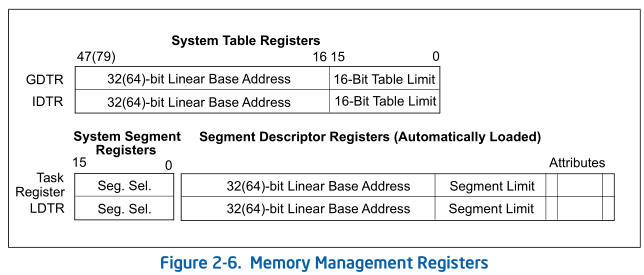 System Table Registers
47(79) 16 15 0
GDTR 32(64)-bit Linear Base Address 16-Bit Table Limit
IDTR 32(64)-bit Linear Base Address 16-Bit Table Limit
System Segment Registers Segment Descriptor Registers (Automatically Loaded)
15 0 Attributes
Task Register Seg. Sel. 32(64)-bit Linear Base Address Segment Limit
LDTR Seg. Sel. 32(64)-bit Linear Base Address Segment Limit
Figure 2-6. Memory Management Registers